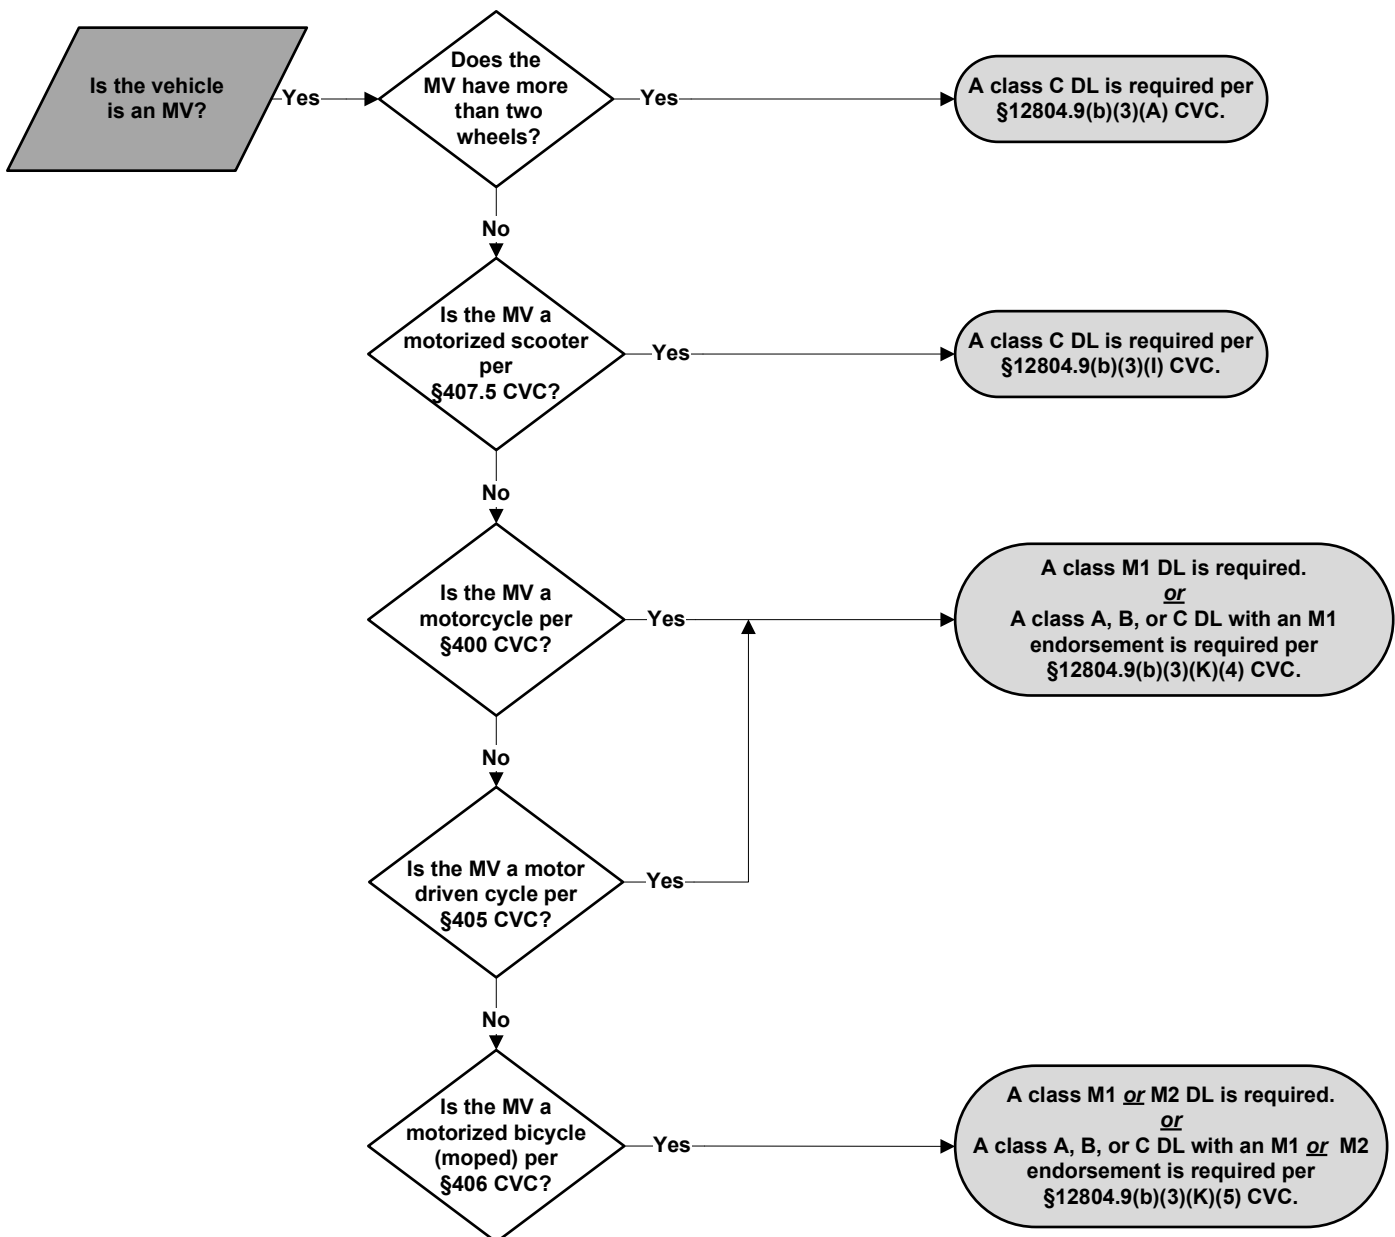 Is the vehicle
is an MV?
Yes
Does the
MV have more
than two
wheels?
Yes
A class C DL is required per
§12804.9(b)(3)(A) CVC.
No
Is the MV a
motorized scooter
per
§407.5 CVC?
Yes
A class C DL is required per
§12804.9(b)(3)(I) CVC.
No
Is the MV a
motorcycle per
§400 CVC?
Yes
A class M1 DL is required.
or
A class A, B, or C DL with an M1
endorsement is required per
§12804.9(b)(3)(K)(4) CVC.
No
Is the MV a motor
driven cycle per
§405 CVC?
Yes
No
Is the MV a
motorized bicycle
(moped) per
§406 CVC?
Yes
A class M1 or M2 DL is required.
or
A class A, B, or C DL with an M1 or M2
endorsement is required per
§12804.9(b)(3)(K)(5) CVC.